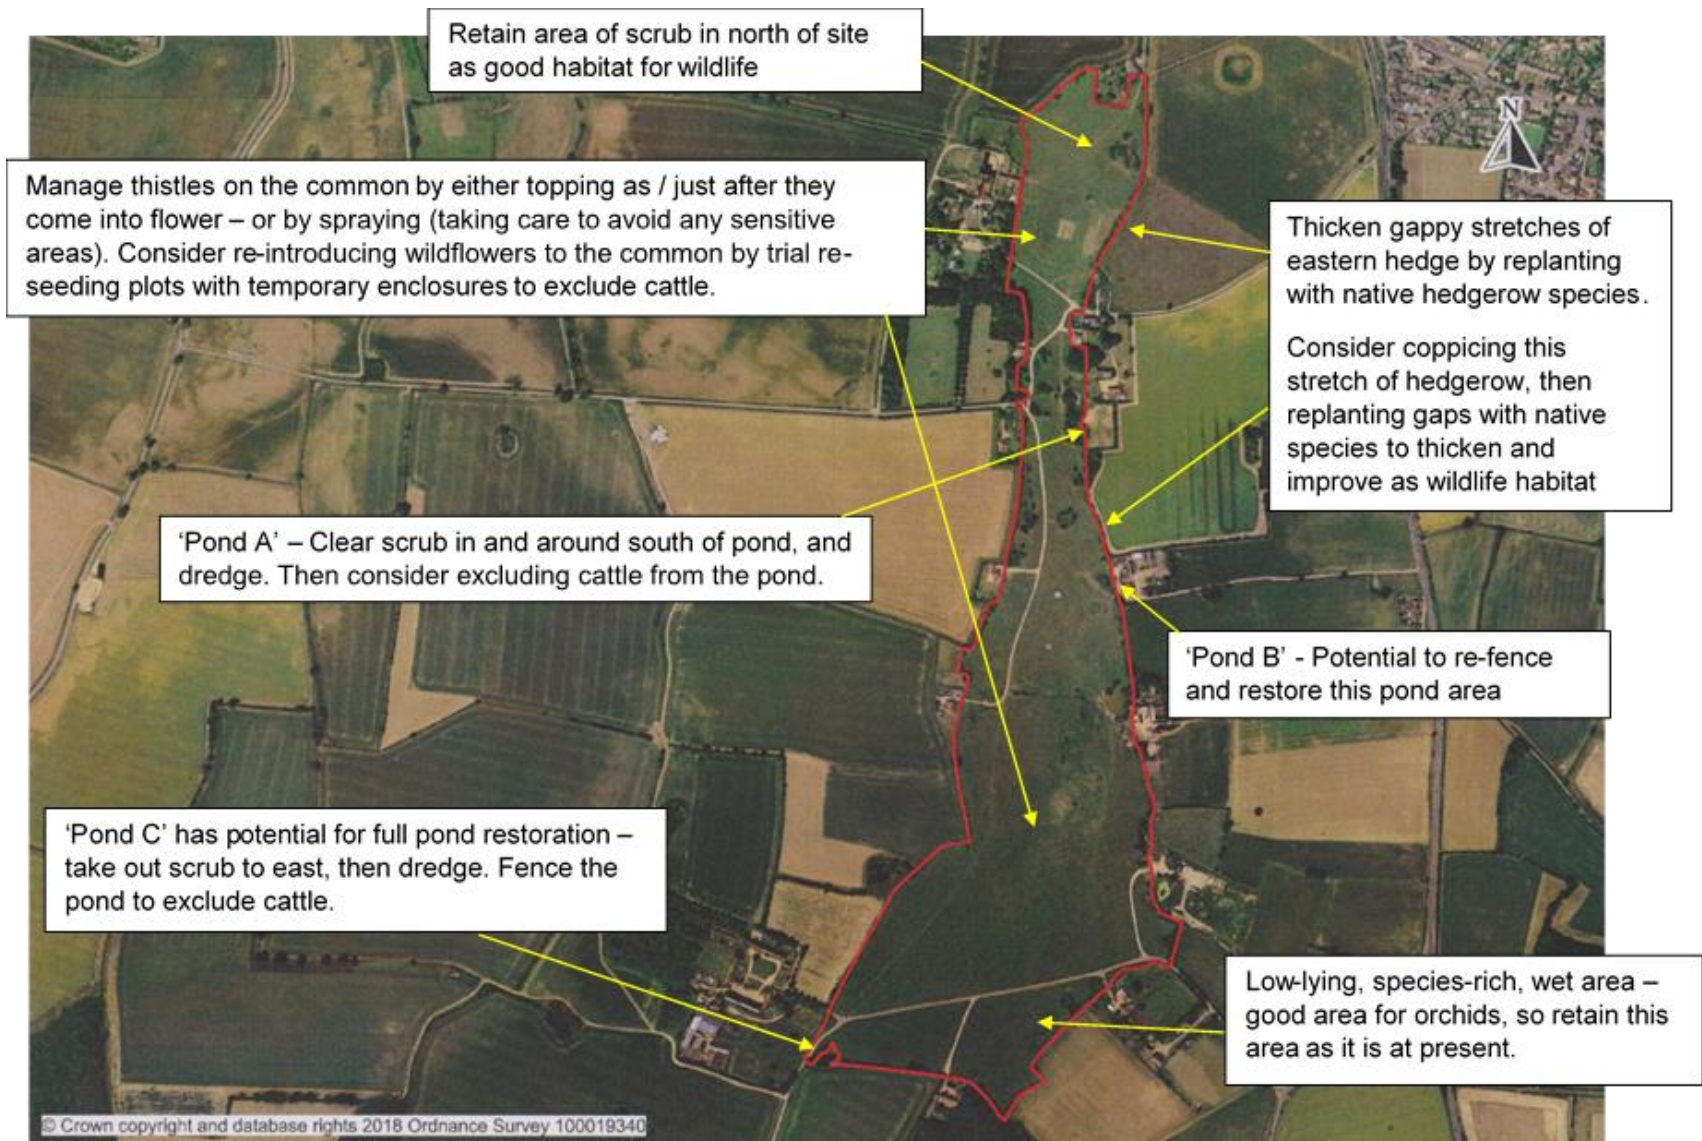 Retain area of scrub in north of site
as good habitat for wildlife
N
Manage thistles on the common by either topping as / just after they
come into flower – or by spraying (taking care to avoid any sensitive
areas). Consider re-introducing wildflowers to the common by trial re-
seeding plots with temporary enclosures to exclude cattle.
Thicken gappy stretches of
eastern hedge by replanting
with native hedgerow species.
Consider coppicing this
stretch of hedgerow, then
replanting gaps with native
species to thicken and
improve as wildlife habitat
‘Pond A’ – Clear scrub in and around south of pond, and
dredge. Then consider excluding cattle from the pond.
‘Pond B’ - Potential to re-fence
and restore this pond area
‘Pond C’ has potential for full pond restoration –
take out scrub to east, then dredge. Fence the
pond to exclude cattle.
Low-lying, species-rich, wet area –
good area for orchids, so retain this
area as it is at present.
© Crown copyright and database rights 2018 Ordnance Survey 100019340